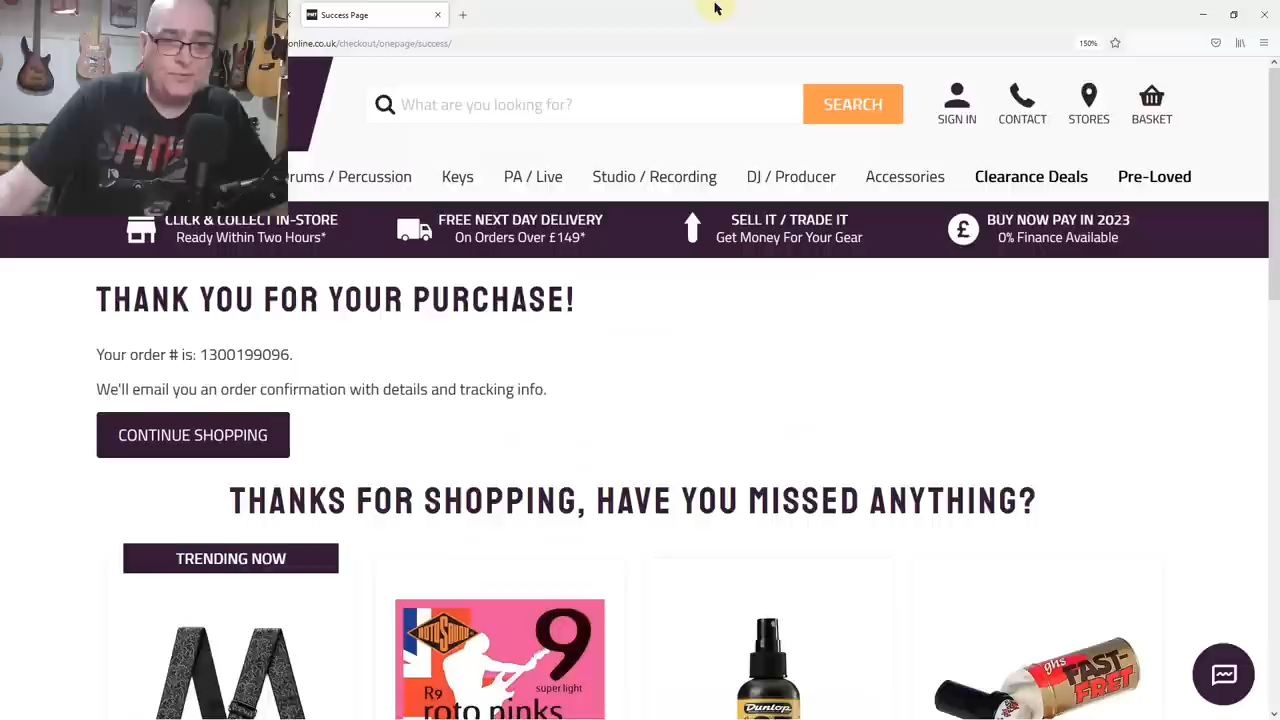 Success Page
online.co.uk/checkout/onepage/success/
150%
What are you looking for?
SEARCH
SIGN IN
CONTACT
STORES
BASKET
rums / Percussion
Keys
PA / Live
Studio / Recording
DJ / Producer
Accessories
Clearance Deals
Pre-Loved
CLICK & COLLECT IN-STORE
Ready Within Two Hours*
FREE NEXT DAY DELIVERY
On Orders Over £149*
SELL IT / TRADE IT
Get Money For Your Gear
£
BUY NOW PAY IN 2023
0% Finance Available
THANK YOU FOR YOUR PURCHASE!
Your order # is: 1300199096.
We'll email you an order confirmation with details and tracking info.
CONTINUE SHOPPING
THANKS FOR SHOPPING, HAVE YOU MISSED ANYTHING?
TRENDING NOW
ROTOSOUND
9
super light
R9
roto pinks
Dunlop
ghs
FAST-
FRET